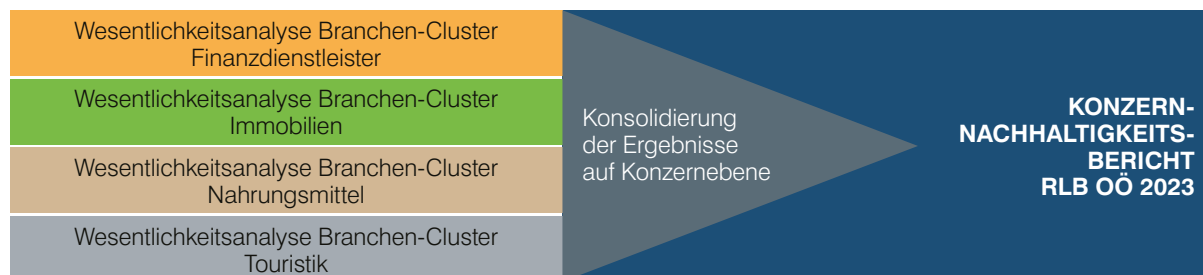 Wesentlichkeitsanalyse Branchen-Cluster
Finanzdienstleister
Wesentlichkeitsanalyse Branchen-Cluster
Immobilien
Wesentlichkeitsanalyse Branchen-Cluster
Nahrungsmittel
Wesentlichkeitsanalyse Branchen-Cluster
Touristik
Konsolidierung
der Ergebnisse
auf Konzernebene
KONZERN-
NACHHALTIGKEITS-
BERICHT
RLB OÖ 2023